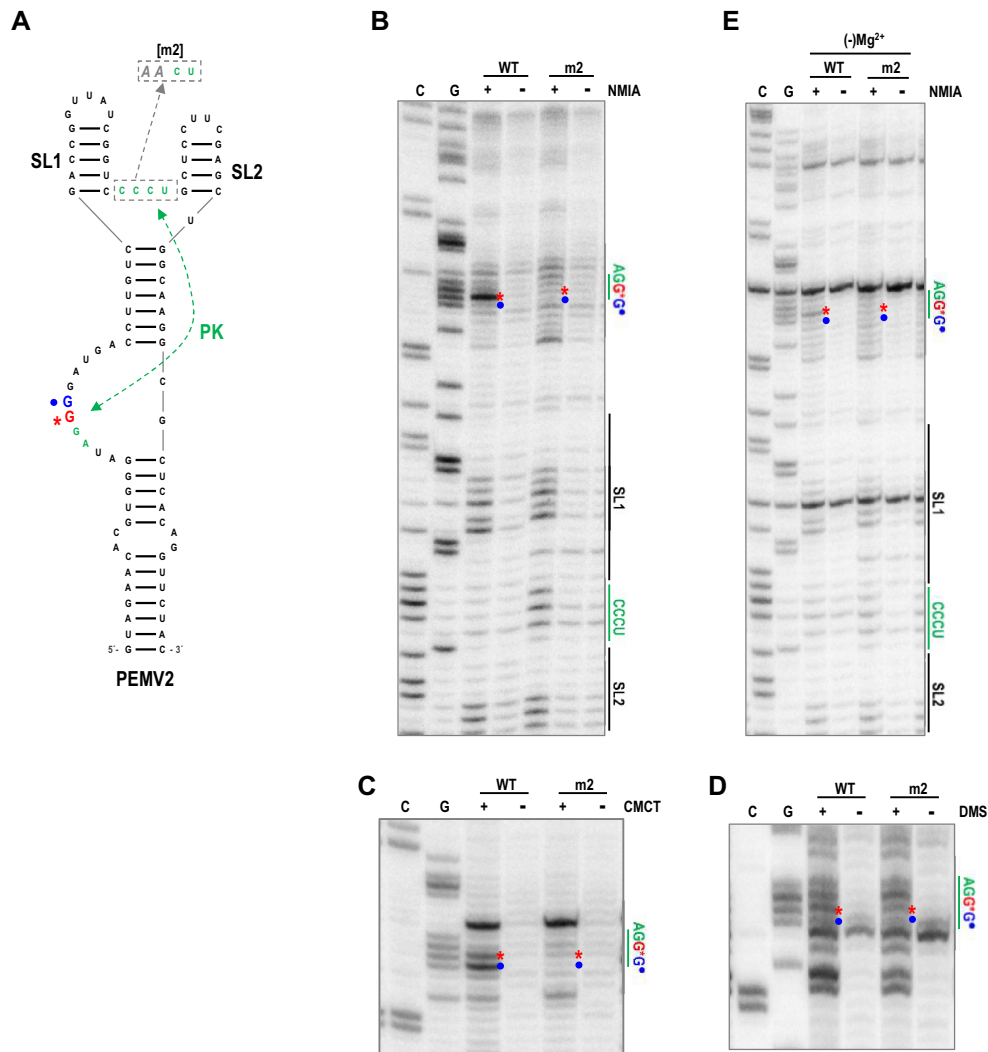 A
[m2]
A A C U
U U A
G U
G C
C G
C G
A U
G C
SL1
C C C U
SL2
U
C G
U G
G C
U A
U A
C G
C G
PK
C
G
A G U A G
• G
* G
G A U A
G C
G U
G C
U A
G C
C A
A G
C G
A U
A U
G C
A U
U A
5´- G C - 3´
PEMV2
B
WT m2
C G + - + - NMIA
AGG*G•
SL1
CCCU
SL2
* *
• •
E
(-)Mg²⁺
WT m2
C G + - + - NMIA
AGG*G•
SL1
CCCU
SL2
* *
• •
C
WT m2
C G + - + - CMCT
AGG*G•
* *
• •
D
WT m2
C G + - + - DMS
AGG*G•
* *
• •